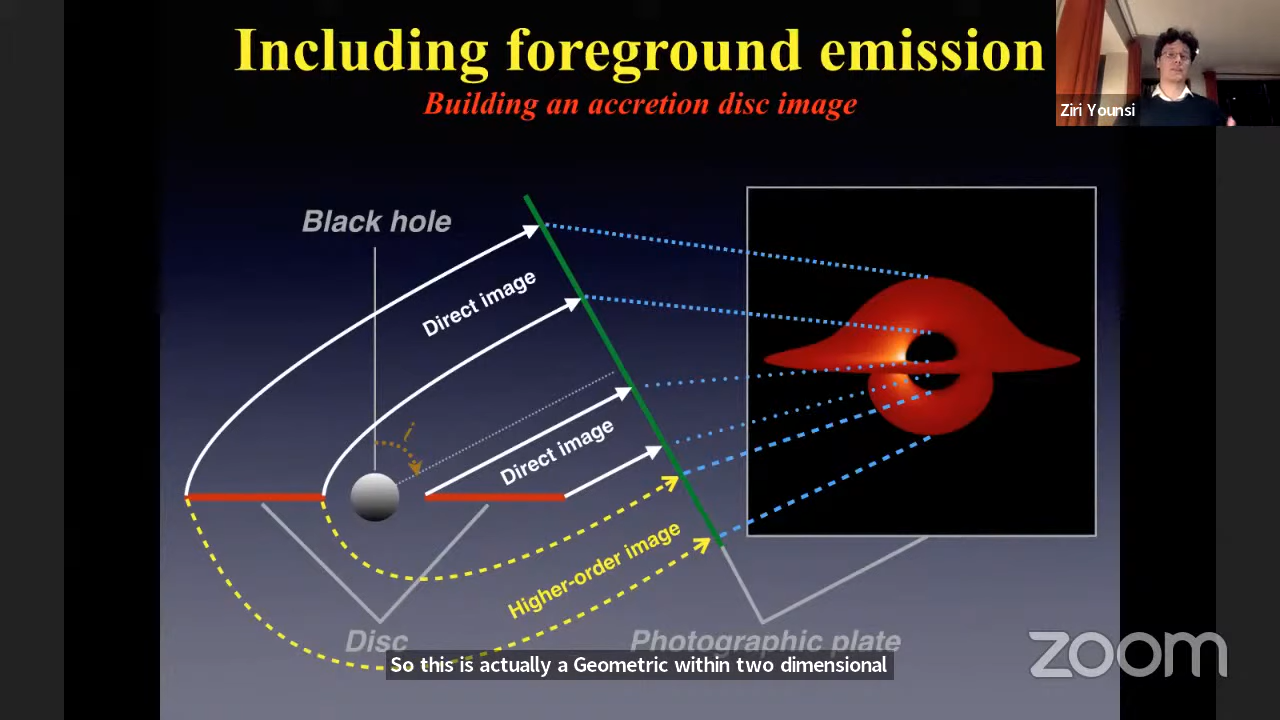 Including foreground emission
Building an accretion disc image
Ziri Younsi
Black hole
Direct image
i
Direct image
Higher-order image
Disc
Photographic plate
So this is actually a Geometric within two dimensional
zoom